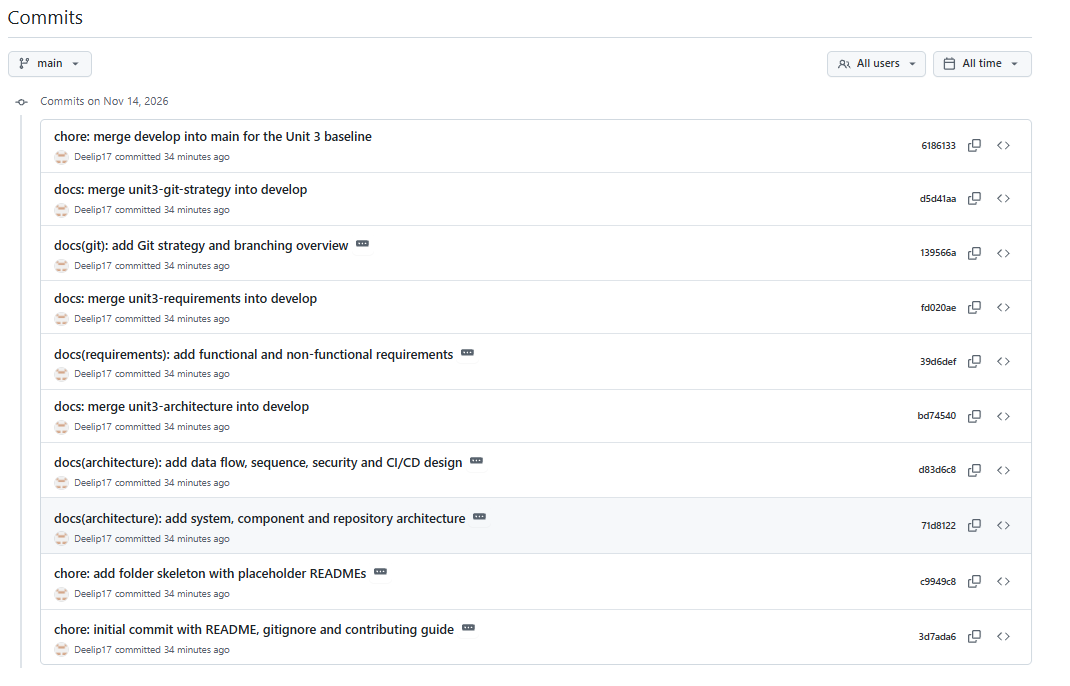 Commits
main
All users
All time
Commits on Nov 14, 2026
chore: merge develop into main for the Unit 3 baseline
Deelip17 committed 34 minutes ago
6186133
docs: merge unit3-git-strategy into develop
Deelip17 committed 34 minutes ago
d5d41aa
docs(git): add Git strategy and branching overview
Deelip17 committed 34 minutes ago
139566a
docs: merge unit3-requirements into develop
Deelip17 committed 34 minutes ago
fd020ae
docs(requirements): add functional and non-functional requirements
Deelip17 committed 34 minutes ago
39d6def
docs: merge unit3-architecture into develop
Deelip17 committed 34 minutes ago
bd74540
docs(architecture): add data flow, sequence, security and CI/CD design
Deelip17 committed 34 minutes ago
d83d6c8
docs(architecture): add system, component and repository architecture
Deelip17 committed 34 minutes ago
71d8122
chore: add folder skeleton with placeholder READMEs
Deelip17 committed 34 minutes ago
c9949c8
chore: initial commit with README, gitignore and contributing guide
Deelip17 committed 34 minutes ago
3d7ada6